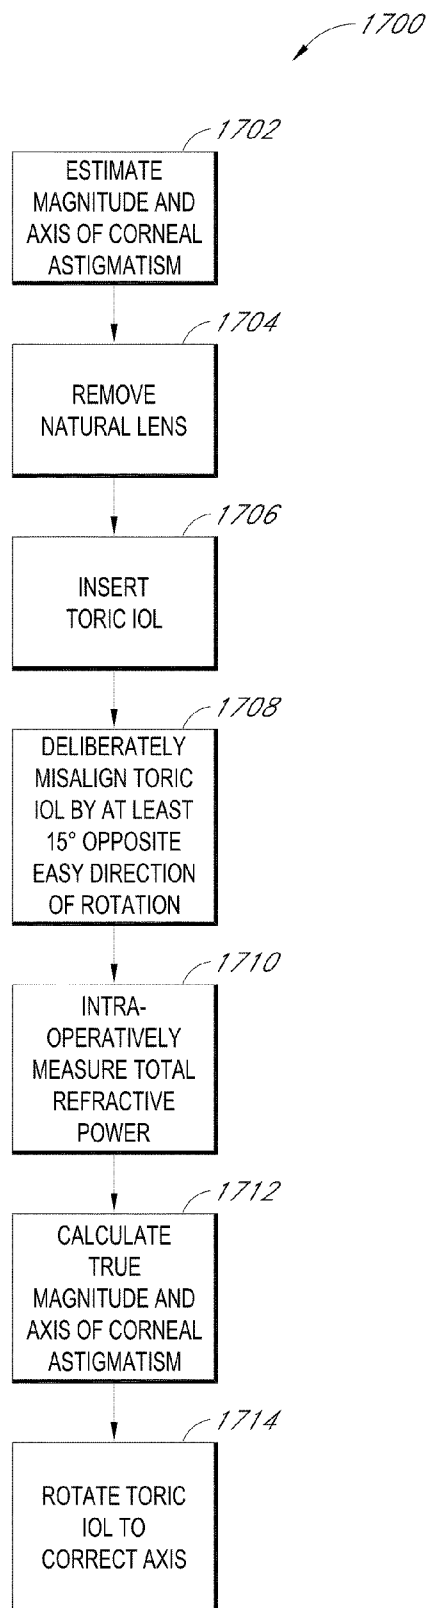 1700
1702
ESTIMATE
MAGNITUDE AND
AXIS OF CORNEAL
ASTIGMATISM
1704
REMOVE
NATURAL LENS
1706
INSERT
TORIC IOL
1708
DELIBERATELY
MISALIGN TORIC
IOL BY AT LEAST
15° OPPOSITE
EASY DIRECTION
OF ROTATION
1710
INTRA-
OPERATIVELY
MEASURE TOTAL
REFRACTIVE
POWER
1712
CALCULATE
TRUE
MAGNITUDE AND
AXIS OF CORNEAL
ASTIGMATISM
1714
ROTATE TORIC
IOL TO
CORRECT AXIS